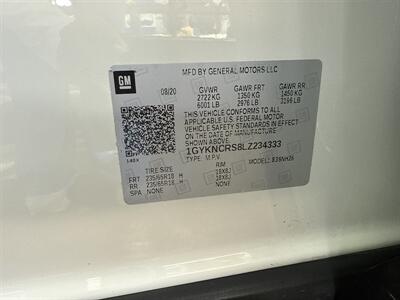 MFD BY GENERAL MOTORS LLC
GM
08/20 GVWR GAWR FRT GAWR RR
2722 KG 1350 KG 1450 KG
6001 LB 2976 LB 3196 LB
THIS VEHICLE CONFORMS TO ALL
APPLICABLE U.S. FEDERAL MOTOR
VEHICLE SAFETY STANDARDS IN EFFECT
ON THE DATE OF MANUFACTURE
SHOWN ABOVE.
1GYKNCRS8LZ234333
TYPE: M.P.V. MODEL:
TIRE SIZE RIM
FRT 235/65R18 H 18X8J
RR 235/65R18 H 18X8J
SPA NONE NONE